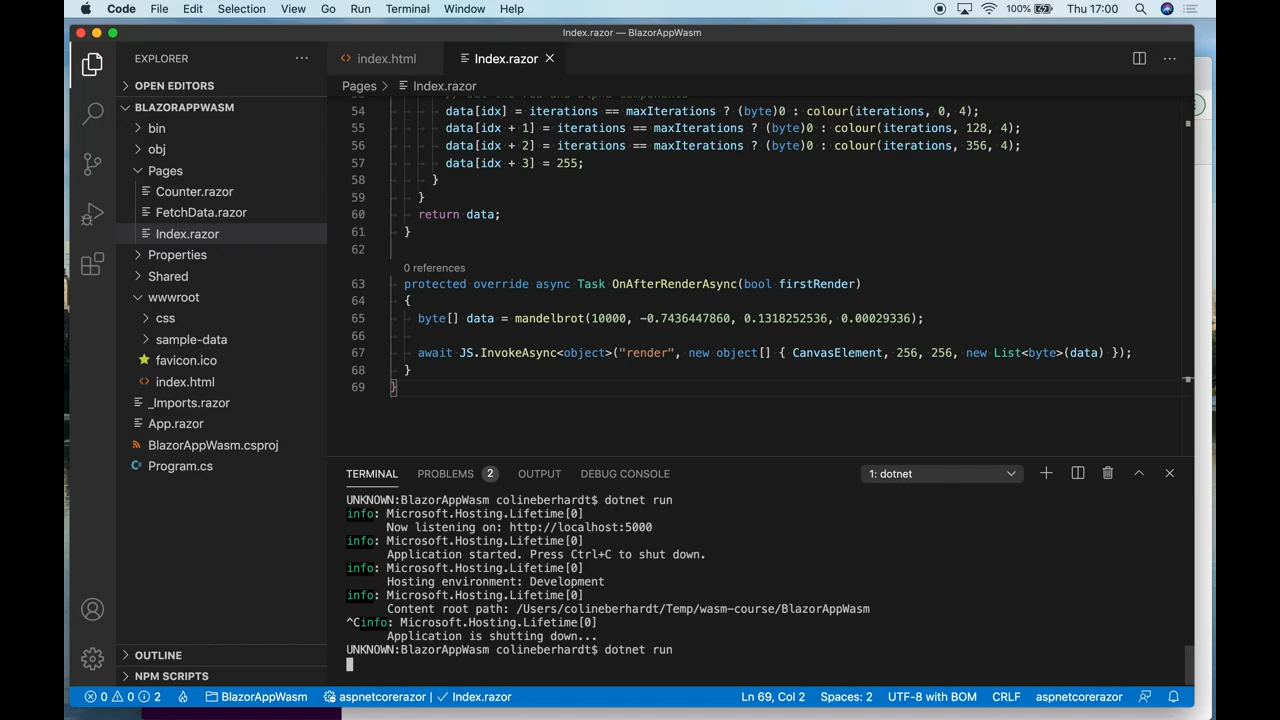 Code File Edit Selection View Go Run Terminal Window Help 100% Thu 17:00
Index.razor — BlazorAppWasm
EXPLORER ...
index.html Index.razor
Pages > Index.razor
OPEN EDITORS
BLAZORAPPWASM
bin
obj
Pages
Counter.razor
FetchData.razor
Index.razor
Properties
Shared
wwwroot
css
sample-data
favicon.ico
index.html
_Imports.razor
App.razor
BlazorAppWasm.csproj
Program.cs
OUTLINE
NPM SCRIPTS
54 data[idx] = iterations == maxIterations ? (byte)0 : colour(iterations, 0, 4);
55 data[idx + 1] = iterations == maxIterations ? (byte)0 : colour(iterations, 128, 4);
56 data[idx + 2] = iterations == maxIterations ? (byte)0 : colour(iterations, 356, 4);
57 data[idx + 3] = 255;
58 }
59 }
60 return data;
61 }
62
0 references
63 protected override async Task OnAfterRenderAsync(bool firstRender)
64 {
65 byte[] data = mandelbrot(10000, -0.7436447860, 0.1318252536, 0.00029336);
66
67 await JS.InvokeAsync<object>("render", new object[] { CanvasElement, 256, 256, new List<byte>(data) });
68 }
69 }
TERMINAL PROBLEMS 2 OUTPUT DEBUG CONSOLE 1: dotnet
UNKNOWN:BlazorAppWasm colineberhardt$ dotnet run
info: Microsoft.Hosting.Lifetime[0]
Now listening on: http://localhost:5000
info: Microsoft.Hosting.Lifetime[0]
Application started. Press Ctrl+C to shut down.
info: Microsoft.Hosting.Lifetime[0]
Hosting environment: Development
info: Microsoft.Hosting.Lifetime[0]
Content root path: /Users/colineberhardt/Temp/wasm-course/BlazorAppWasm
^Cinfo: Microsoft.Hosting.Lifetime[0]
Application is shutting down...
UNKNOWN:BlazorAppWasm colineberhardt$ dotnet run
0 0 2 BlazorAppWasm aspnetcorerazor | Index.razor Ln 69, Col 2 Spaces: 2 UTF-8 with BOM CRLF aspnetcorerazor